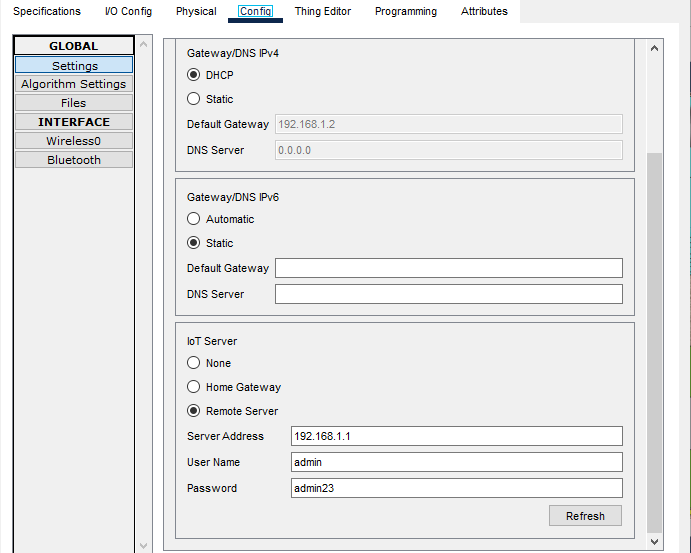 Specifications I/O Config Physical Config Thing Editor Programming Attributes
GLOBAL
Settings
Algorithm Settings
Files
INTERFACE
Wireless0
Bluetooth
Gateway/DNS IPv4
DHCP
Static
Default Gateway 192.168.1.2
DNS Server 0.0.0.0
Gateway/DNS IPv6
Automatic
Static
Default Gateway
DNS Server
IoT Server
None
Home Gateway
Remote Server
Server Address 192.168.1.1
User Name admin
Password admin23
Refresh